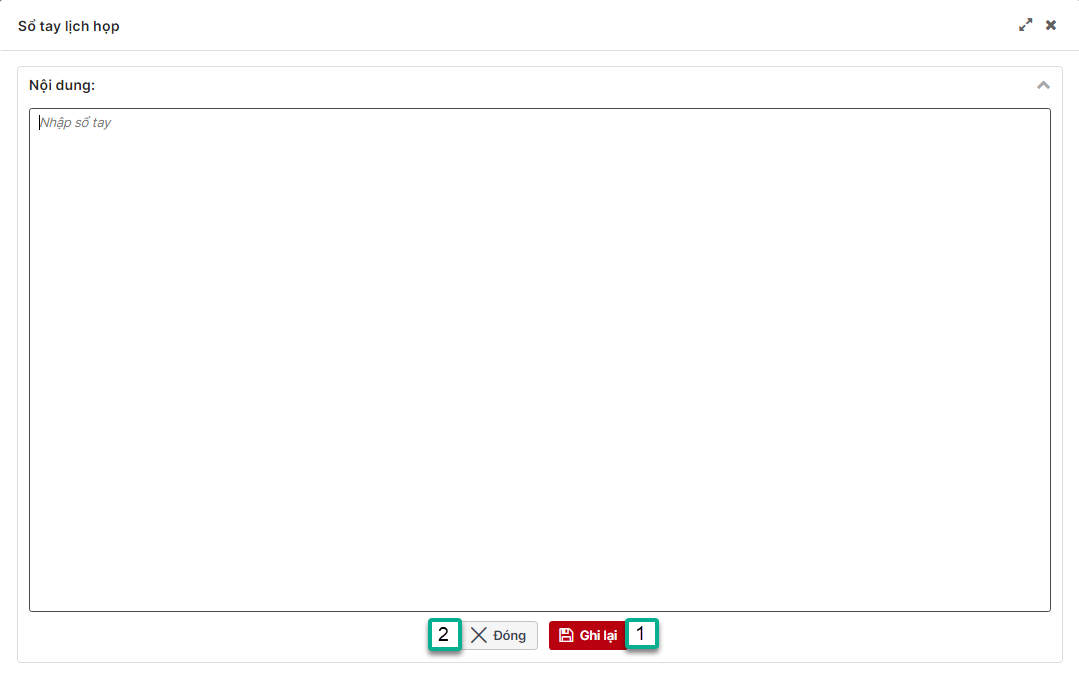 Sổ tay lịch họp
Nội dung:
Nhập sổ tay
2 Đóng Ghi lại 1